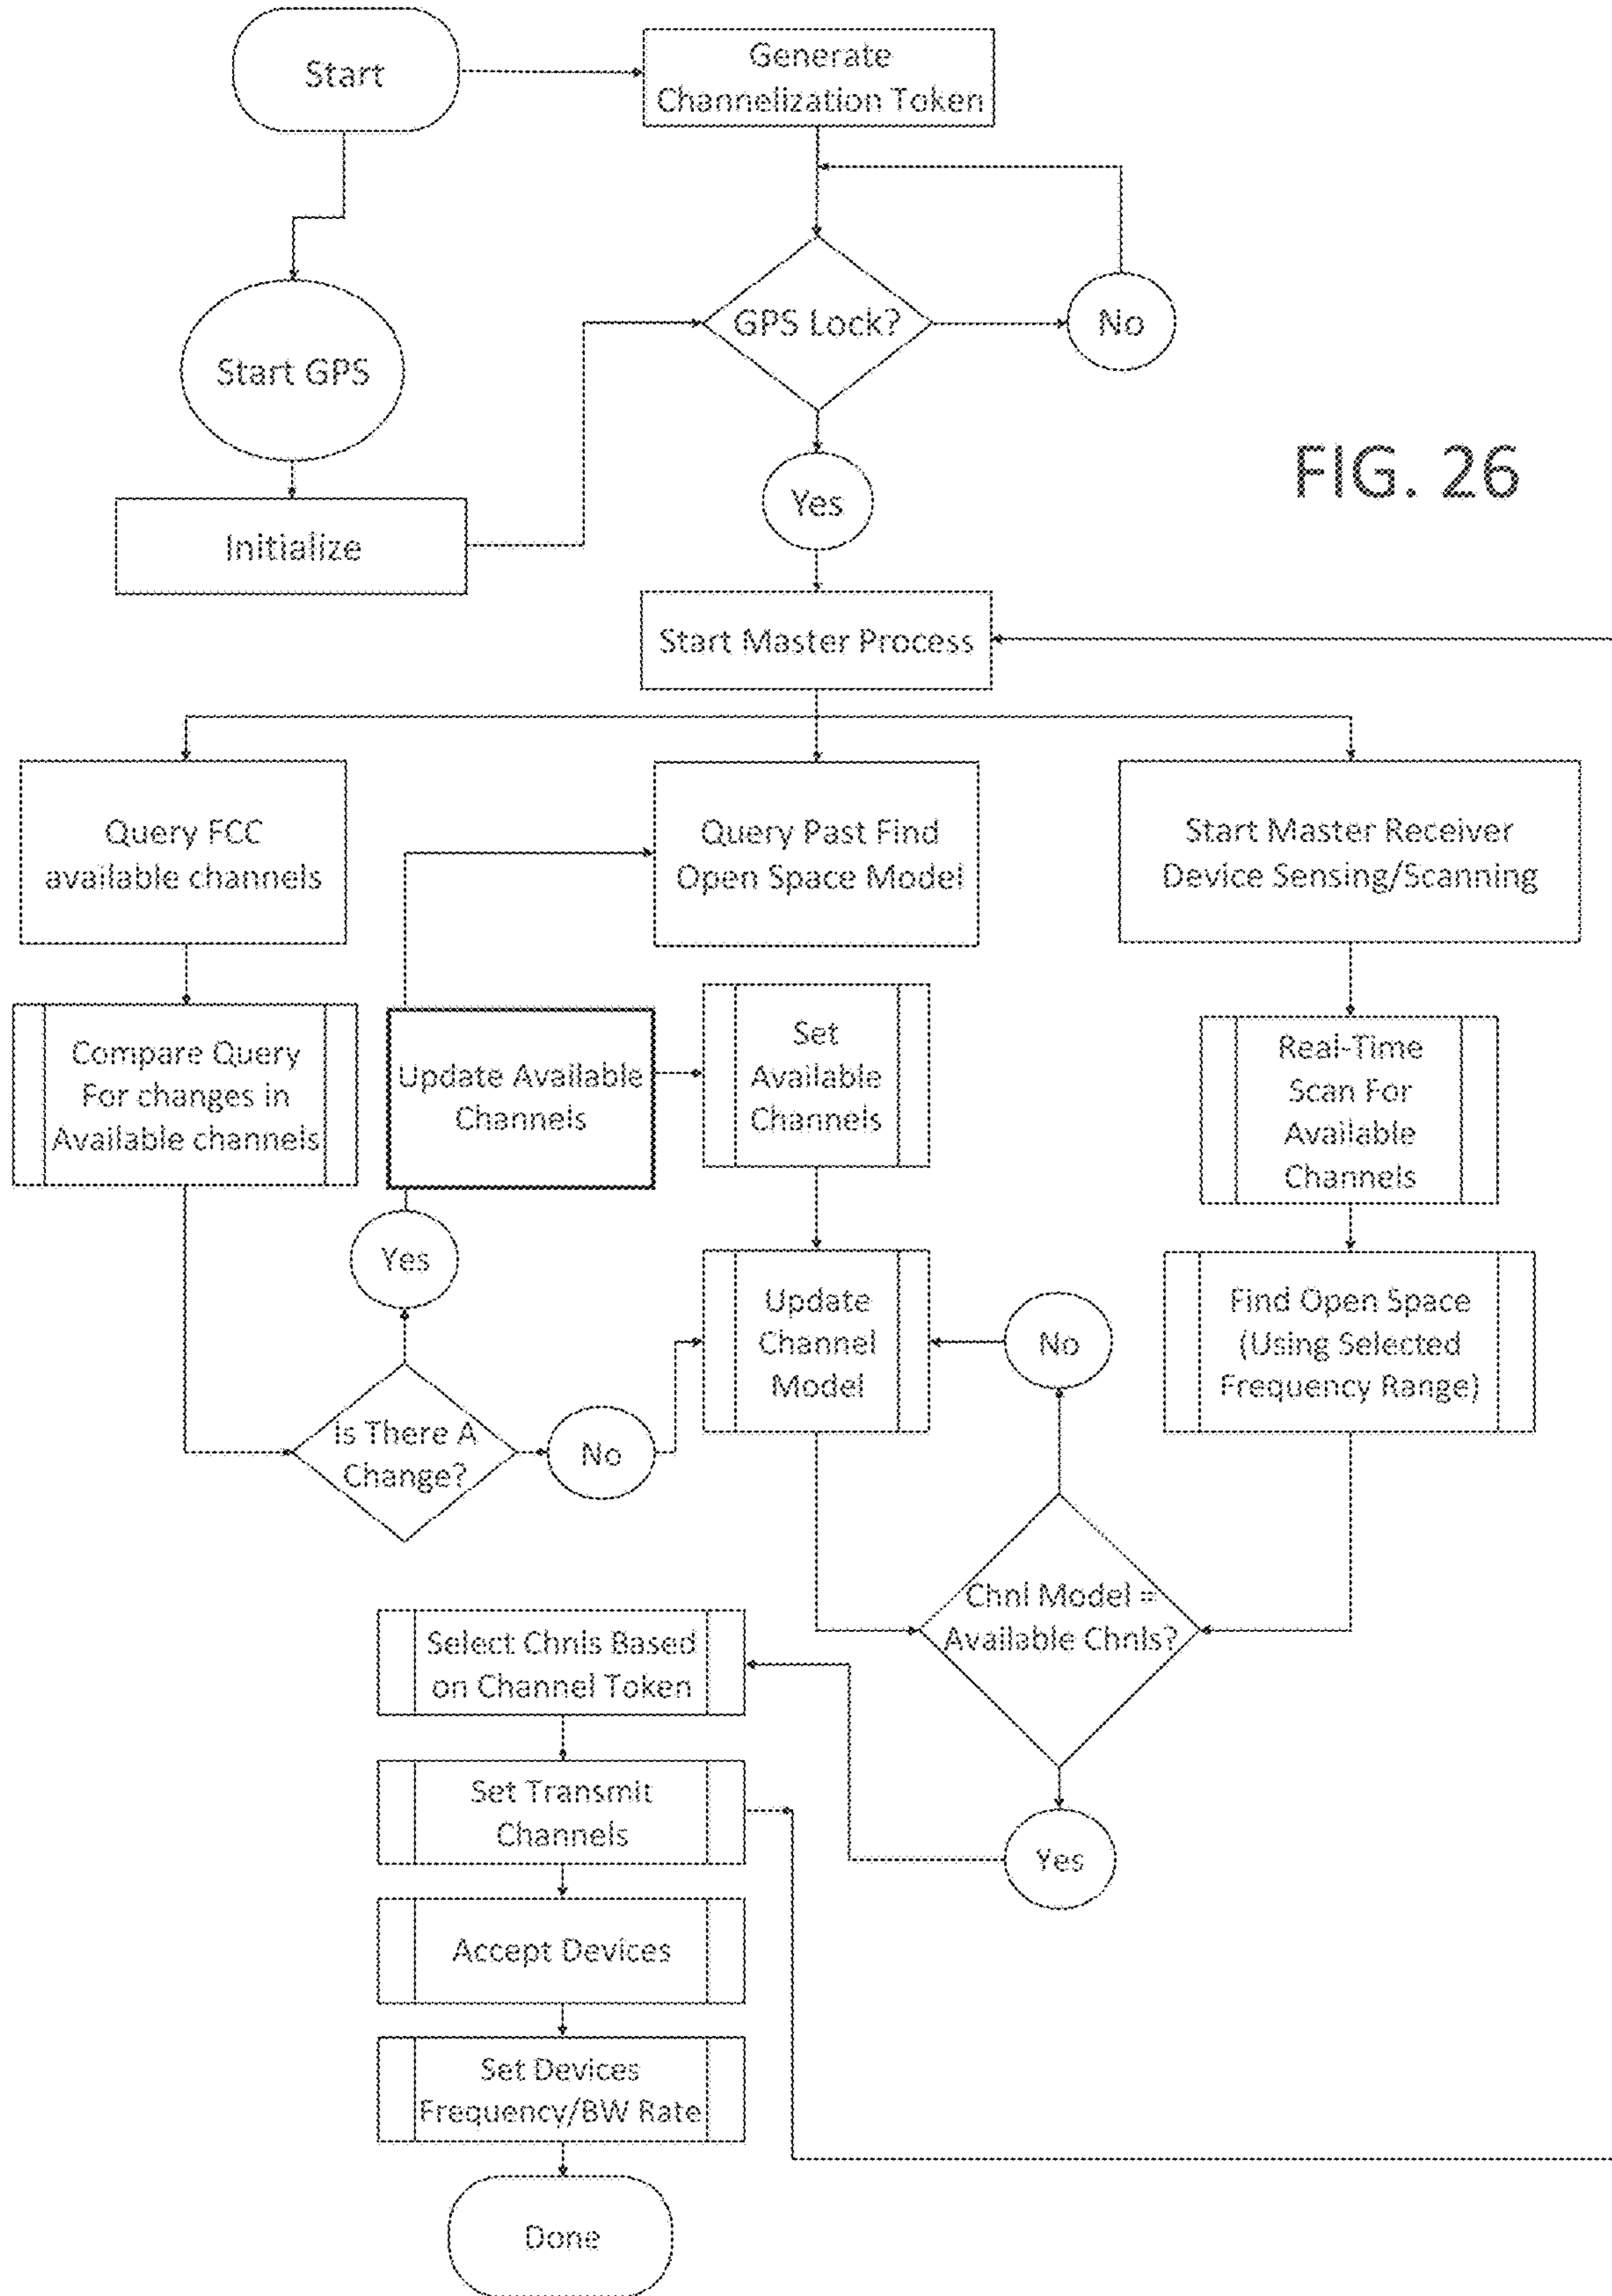 Start
Generate
Channelization Token
GPS Lock?
No
Start GPS
FIG. 26
Yes
Initialize
Start Master Process
Query FCC
available channels
Query Past Find
Open Space Model
Start Master Receiver
Device Sensing/Scanning
Compare Query
For changes in
Available channels
Update Available
Channels
Set
Available
Channels
Real-Time
Scan For
Available
Channels
Yes
Update
Channel
Model
No
Find Open Space
(Using Selected
Frequency Range)
Is There A
Change?
No
Chnl Model =
Available Chnls?
Select Chnls Based
on Channel Token
Set Transmit
Channels
Yes
Accept Devices
Set Devices
Frequency/BW Rate
Done